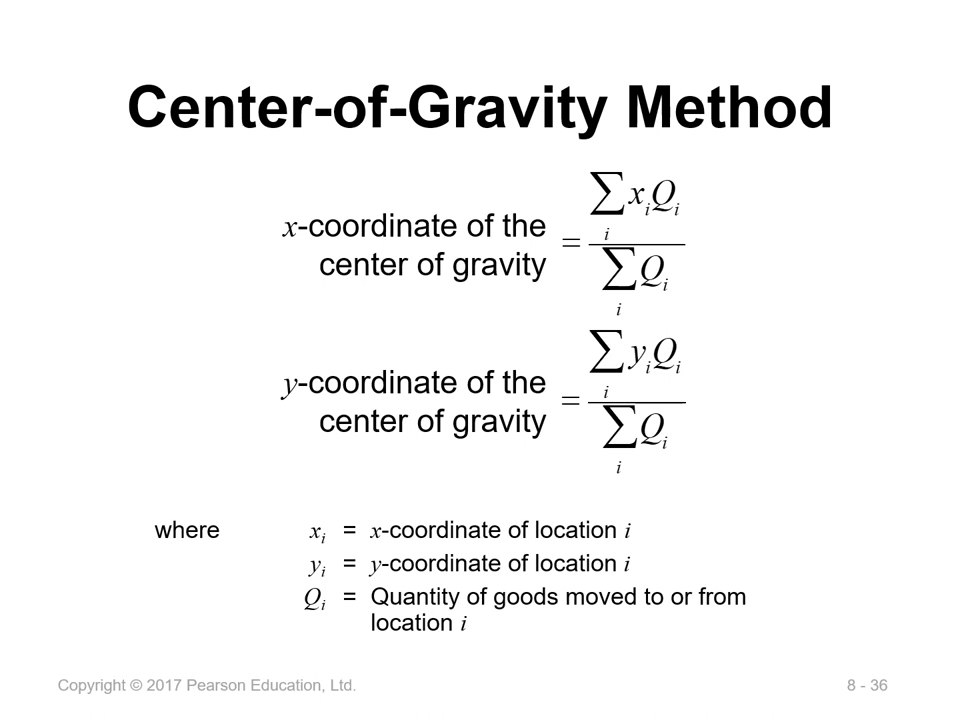 Center-of-Gravity Method
x-coordinate of the center of gravity = ∑ᵢ xᵢQᵢ / ∑ᵢ Qᵢ
y-coordinate of the center of gravity = ∑ᵢ yᵢQᵢ / ∑ᵢ Qᵢ
where xᵢ = x-coordinate of location i
yᵢ = y-coordinate of location i
Qᵢ = Quantity of goods moved to or from
location i
Copyright © 2017 Pearson Education, Ltd. 8 - 36